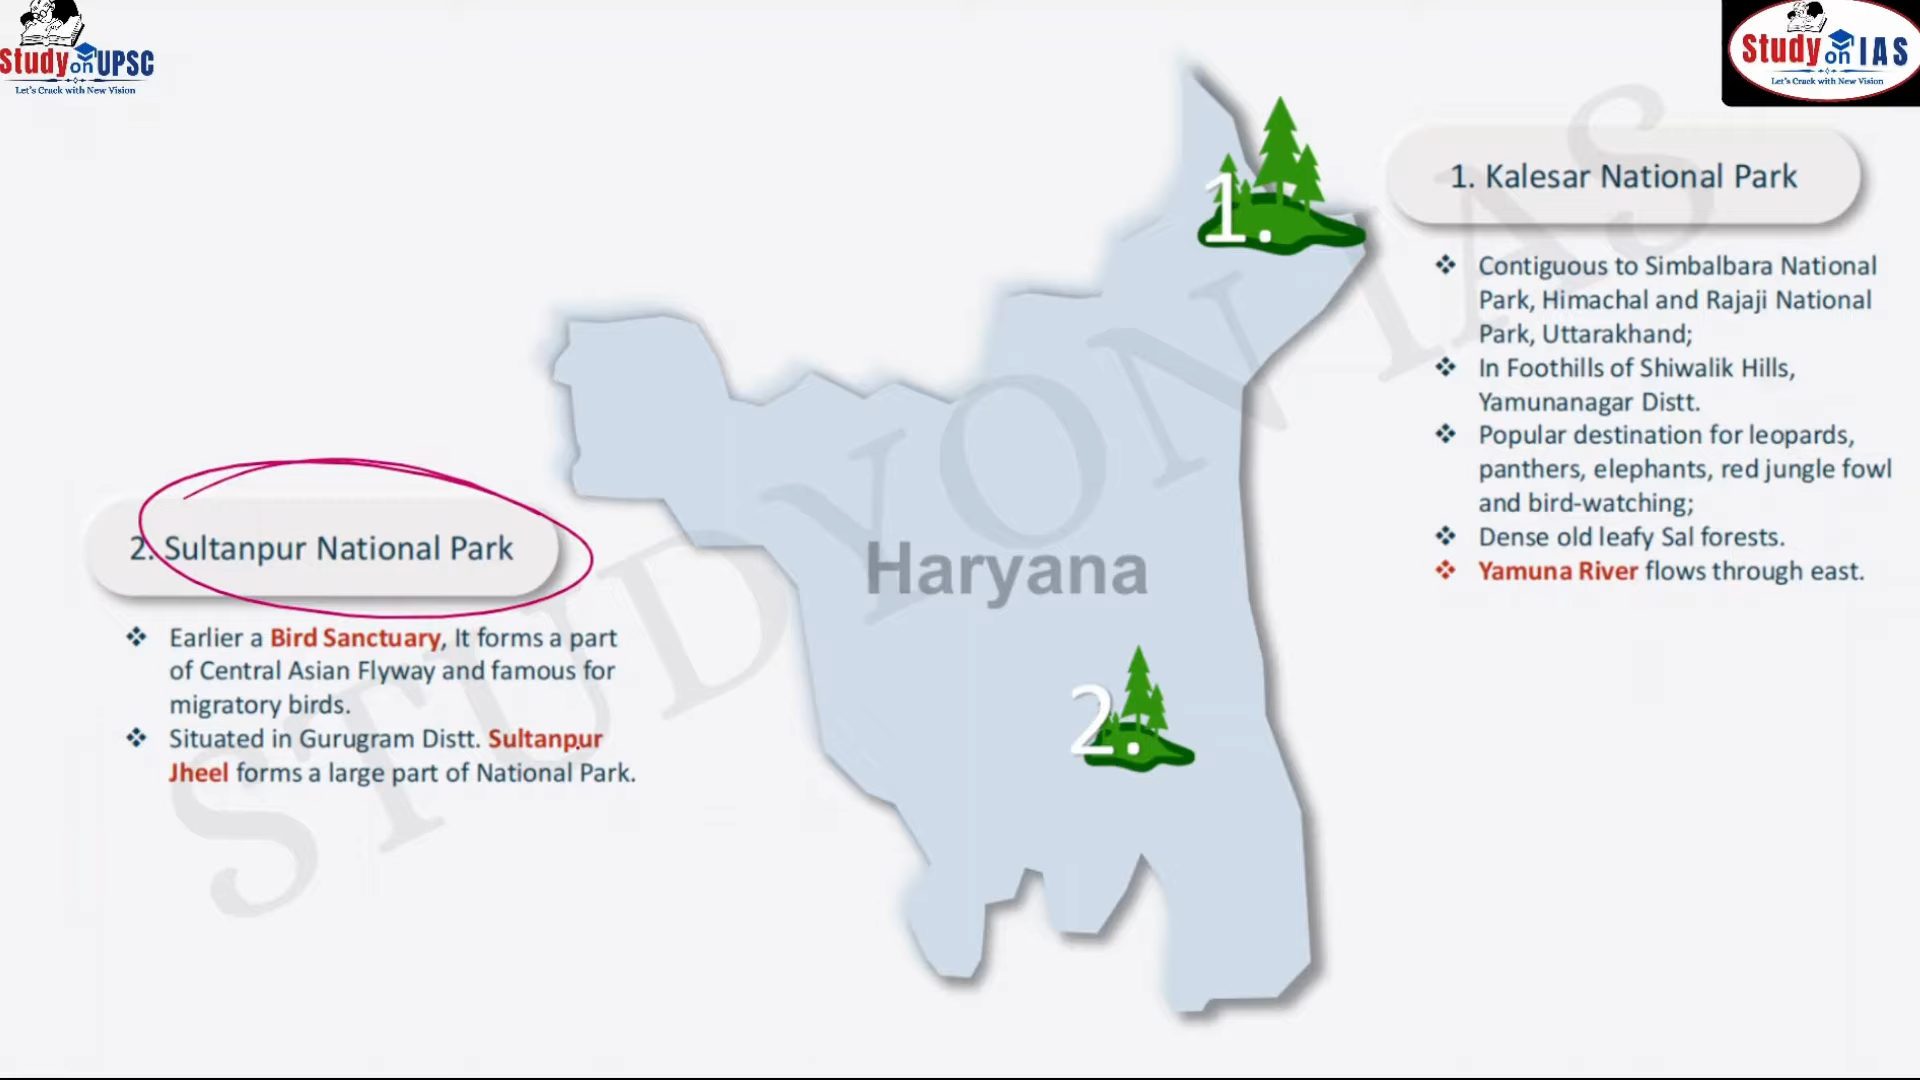 Study on UPSC
Let's Crack with New Vision
Study on IAS
Let's Crack with New Vision
1. Kalesar National Park
❖ Contiguous to Simbalbara National
Park, Himachal and Rajaji National
Park, Uttarakhand;
❖ In Foothills of Shiwalik Hills,
Yamunanagar Distt.
❖ Popular destination for leopards,
panthers, elephants, red jungle fowl
and bird-watching;
❖ Dense old leafy Sal forests.
❖ Yamuna River flows through east.
1.
2. Sultanpur National Park
❖ Earlier a Bird Sanctuary, It forms a part
of Central Asian Flyway and famous for
migratory birds.
❖ Situated in Gurugram Distt. Sultanpur
Jheel forms a large part of National Park.
Haryana
2.
STUDY ON IAS